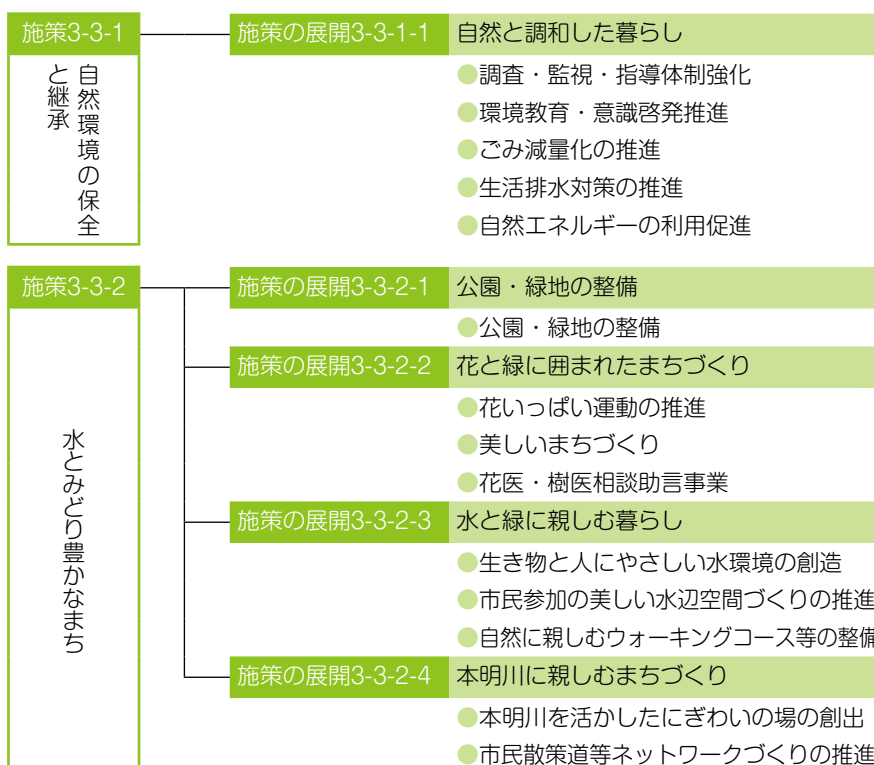 施策3-3-1
自然環境の保全
と継承
施策の展開3-3-1-1 自然と調和した暮らし
●調査・監視・指導体制強化
●環境教育・意識啓発推進
●ごみ減量化の推進
●生活排水対策の推進
●自然エネルギーの利用促進
施策3-3-2
水とみどり豊かなまち
施策の展開3-3-2-1 公園・緑地の整備
●公園・緑地の整備
施策の展開3-3-2-2 花と緑に囲まれたまちづくり
●花いっぱい運動の推進
●美しいまちづくり
●花医・樹医相談助言事業
施策の展開3-3-2-3 水と緑に親しむ暮らし
●生き物と人にやさしい水環境の創造
●市民参加の美しい水辺空間づくりの推進
●自然に親しむウォーキングコース等の整備
施策の展開3-3-2-4 本明川に親しむまちづくり
●本明川を活かしたにぎわいの場の創出
●市民散策道等ネットワークづくりの推進